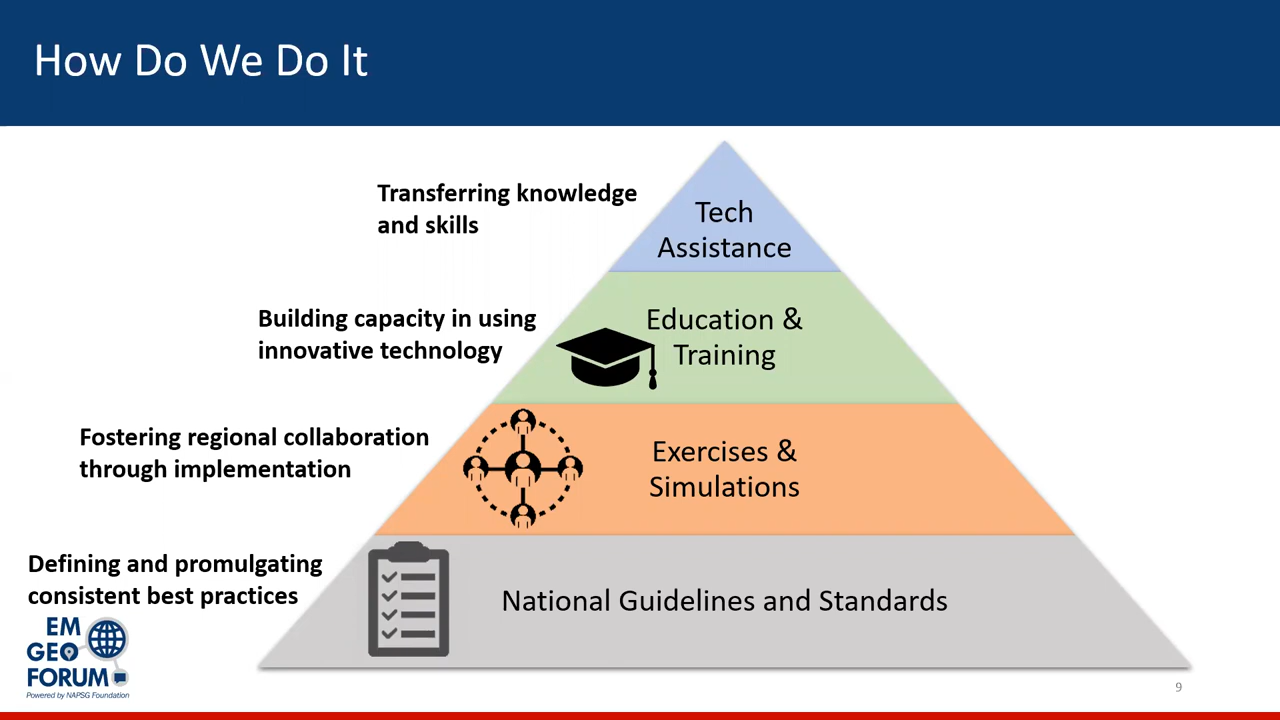 How Do We Do It
Transferring knowledge
and skills
Tech
Assistance
Building capacity in using
innovative technology
Education &
Training
Fostering regional collaboration
through implementation
Exercises &
Simulations
Defining and promulgating
consistent best practices
National Guidelines and Standards
EM
GEO
FORUM
Powered by NAPSG Foundation
9